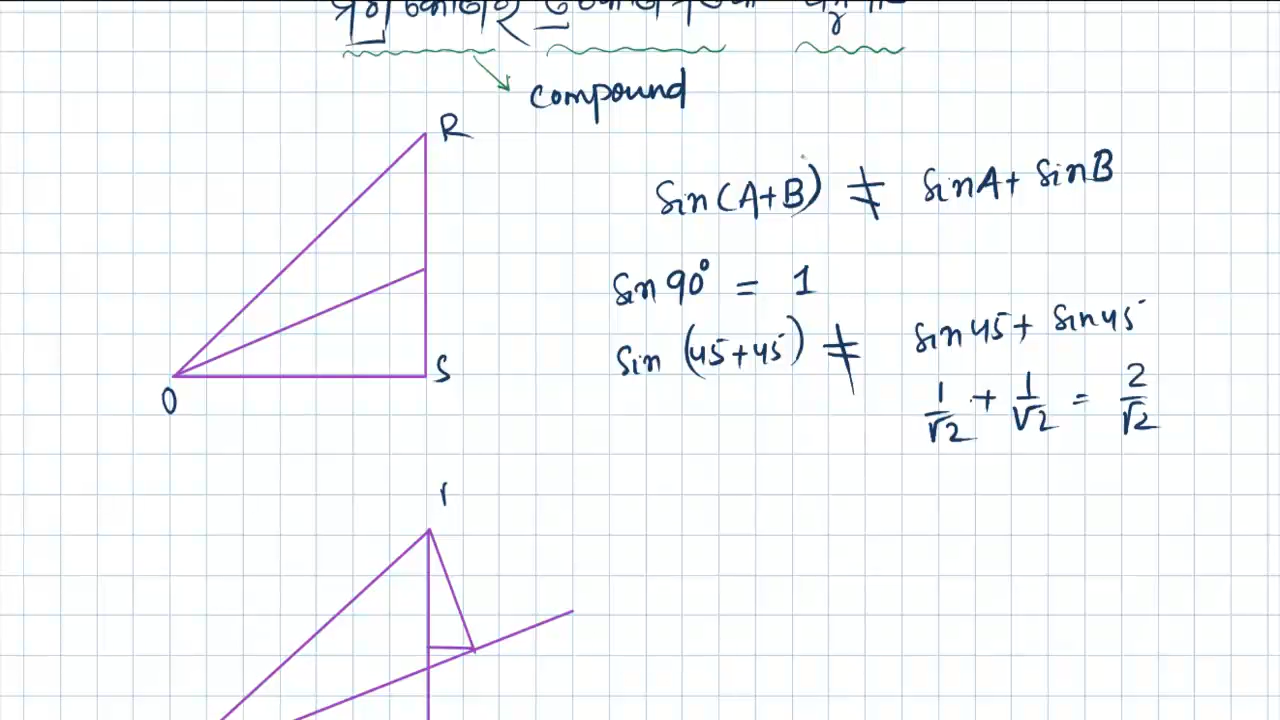 compound
R
Sin(A+B) ≠ SinA + SinB
Sin 90° = 1
Sin (45+45) ≠ Sin45 + Sin45
1/√2 + 1/√2 = 2/√2
S
O